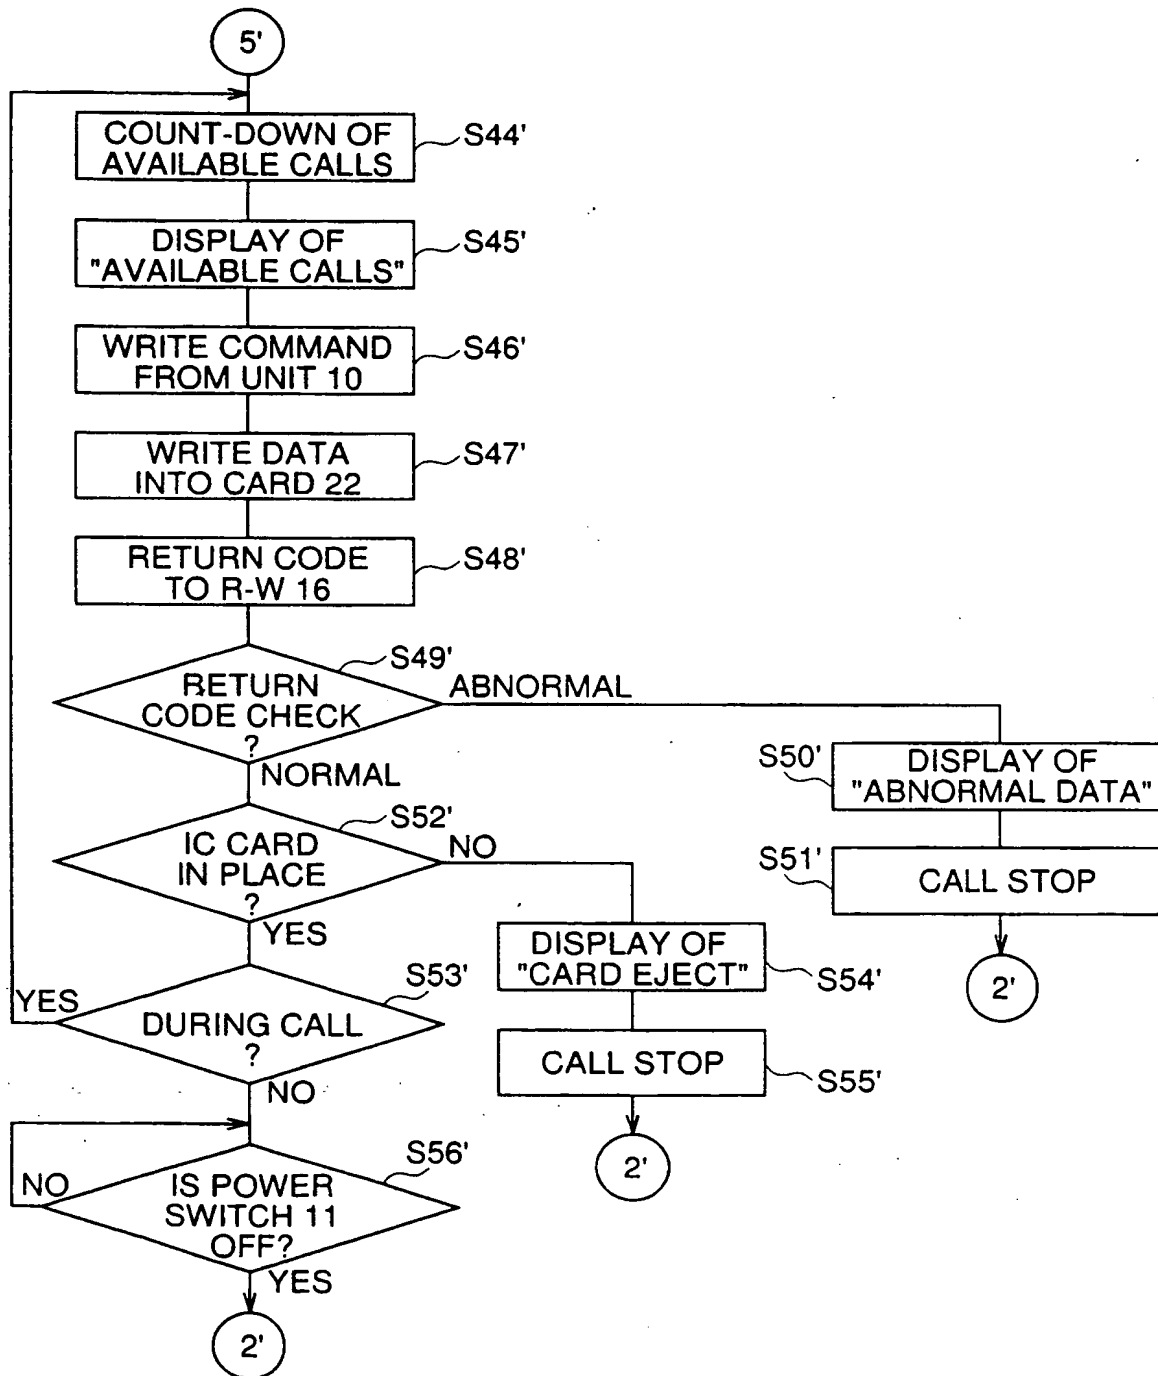 5'
COUNT-DOWN OF
AVAILABLE CALLS
S44'
DISPLAY OF
"AVAILABLE CALLS"
S45'
WRITE COMMAND
FROM UNIT 10
S46'
WRITE DATA
INTO CARD 22
S47'
RETURN CODE
TO R-W 16
S48'
RETURN
CODE CHECK
?
S49'
ABNORMAL
NORMAL
S50'
DISPLAY OF
"ABNORMAL DATA"
S51'
CALL STOP
2'
IC CARD
IN PLACE
?
S52'
NO
YES
DISPLAY OF
"CARD EJECT"
S54'
CALL STOP
S55'
2'
DURING CALL
?
S53'
YES
NO
IS POWER
SWITCH 11
OFF?
S56'
NO
YES
2'